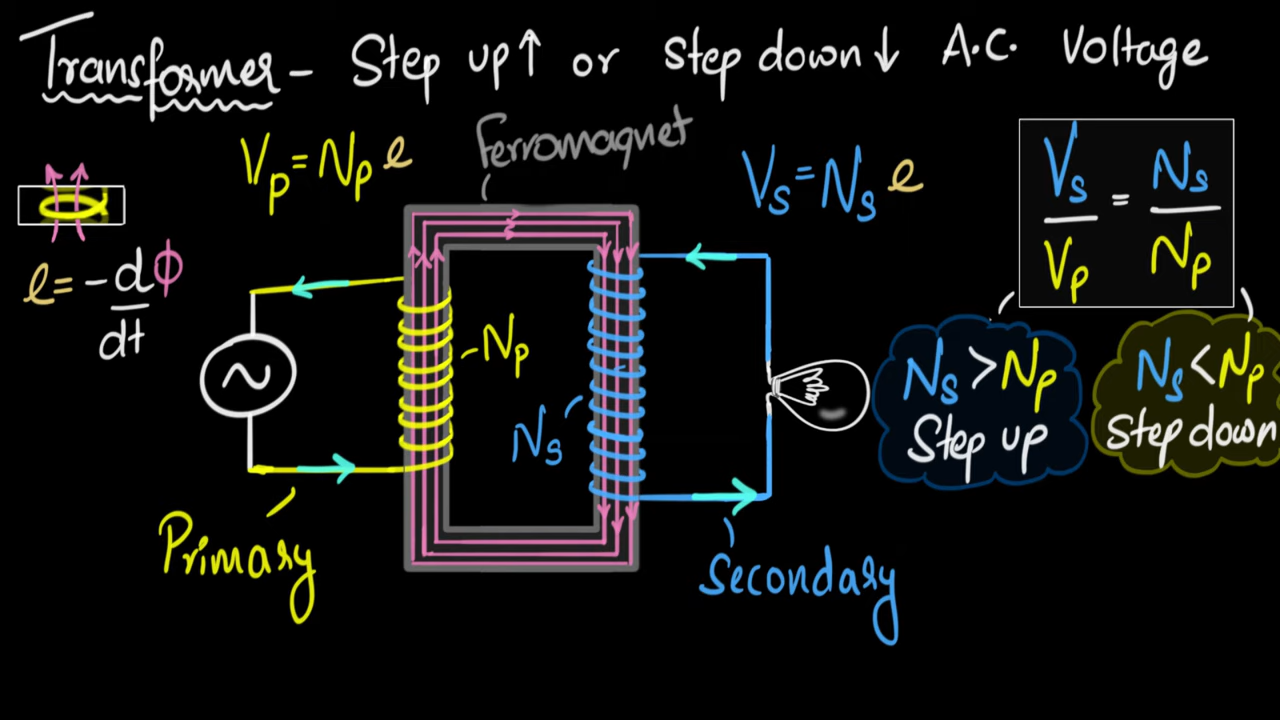 Transformer – Step up↑ or step down↓ A.C. Voltage
Ferromagnet
Vp = Np e
Vs = Ns e
Vs/Vp = Ns/Np
e = -dϕ/dt
~
Np
Ns
Ns > Np
Step up
Ns < Np
Step down
Primary
Secondary